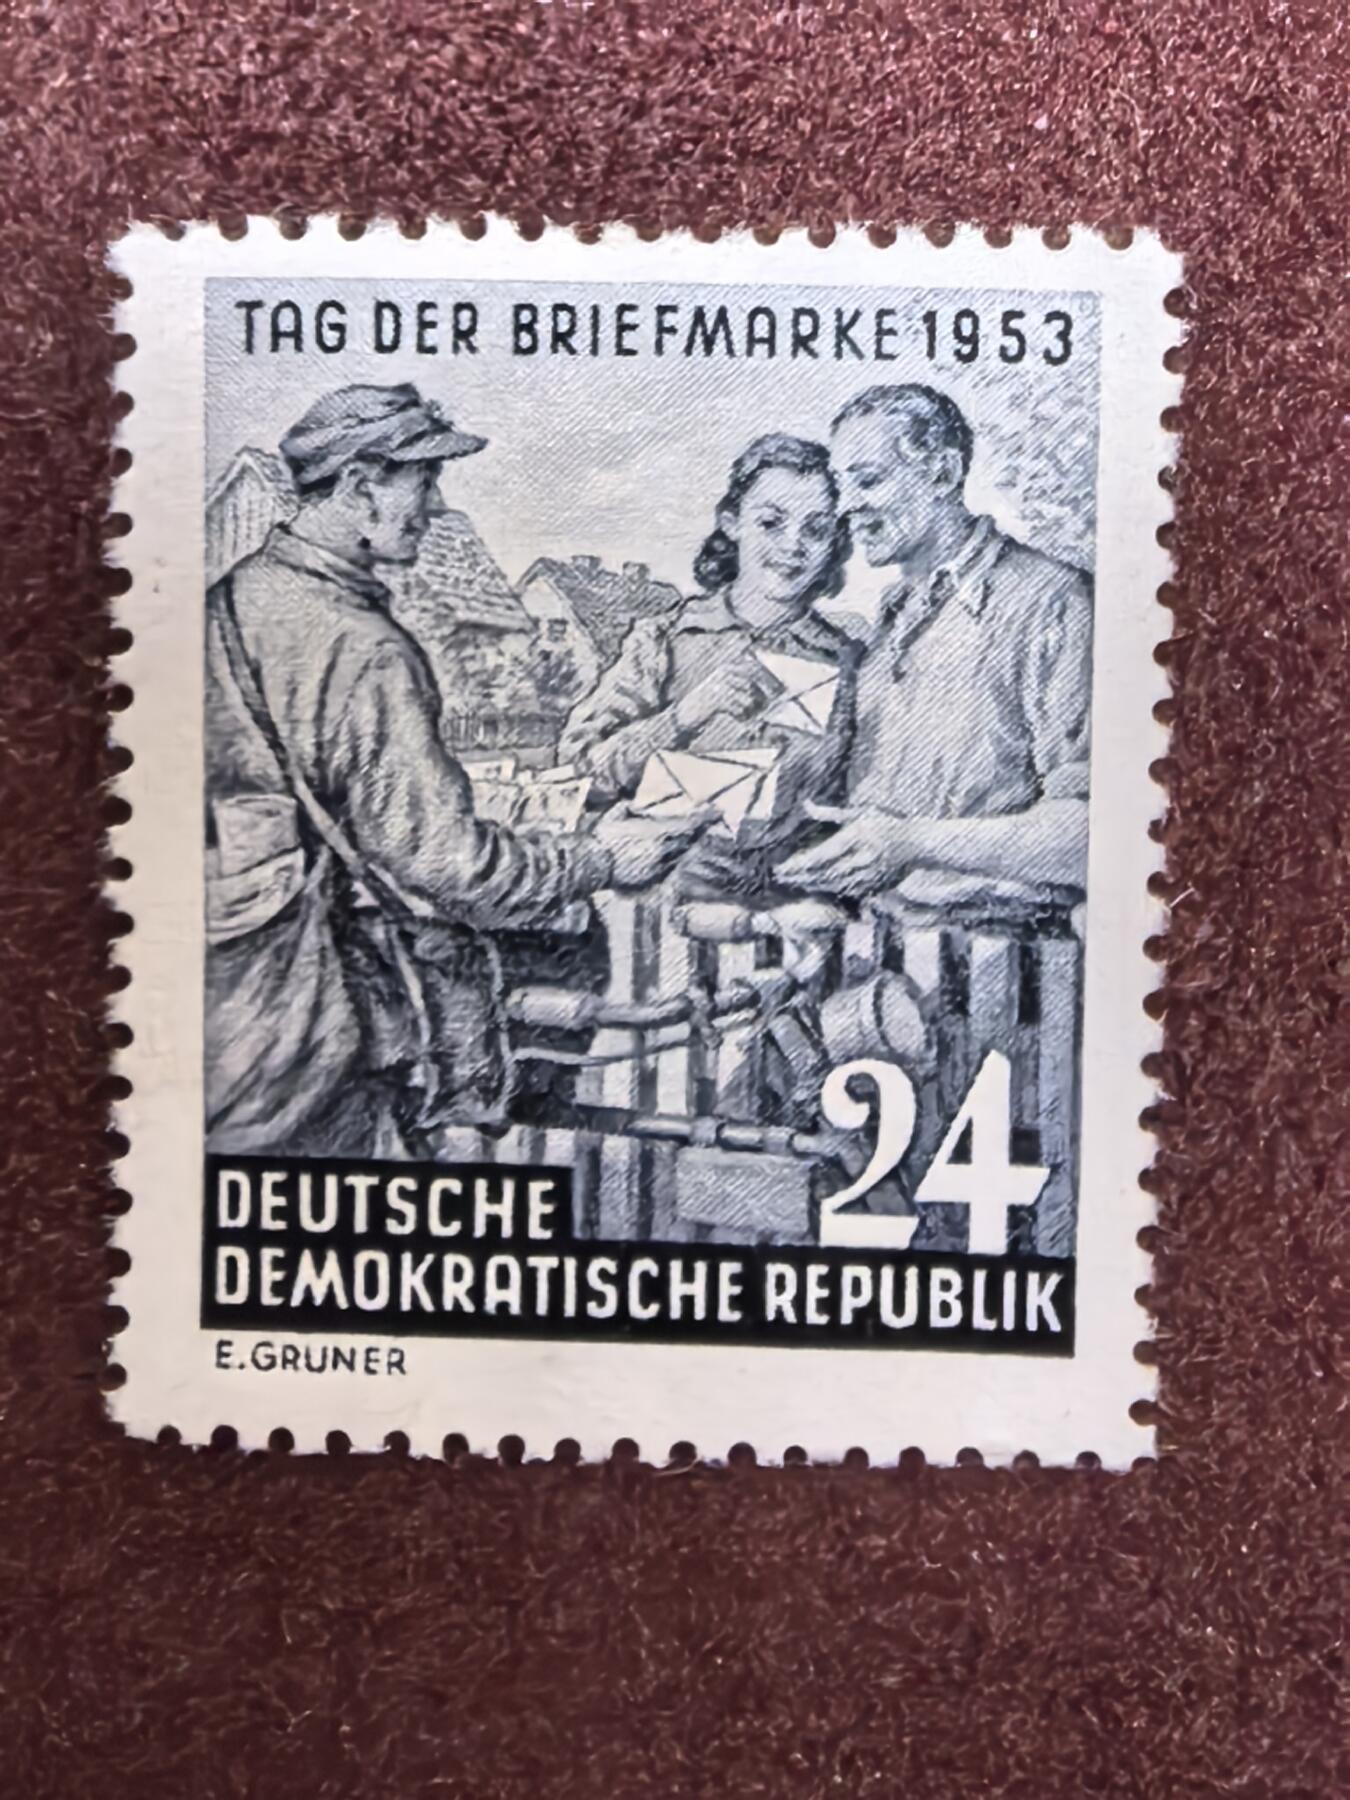 TAG DER BRIEFMARKE 1953
24
DEUTSCHE
DEMOKRATISCHE REPUBLIK
E.GRUNER